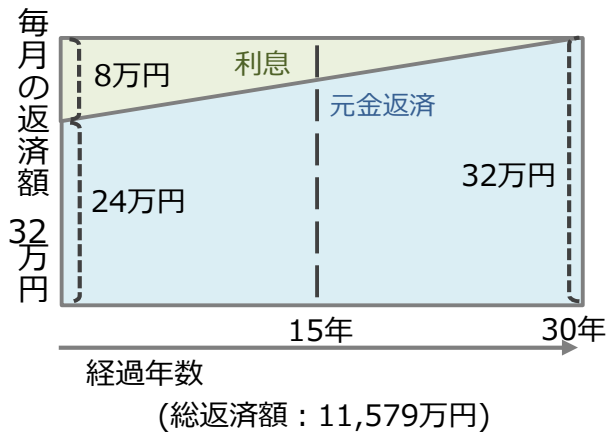 毎月の返済額 32万円
8万円
利息
元金返済
24万円
32万円
15年
30年
経過年数
(総返済額：11,579万円)